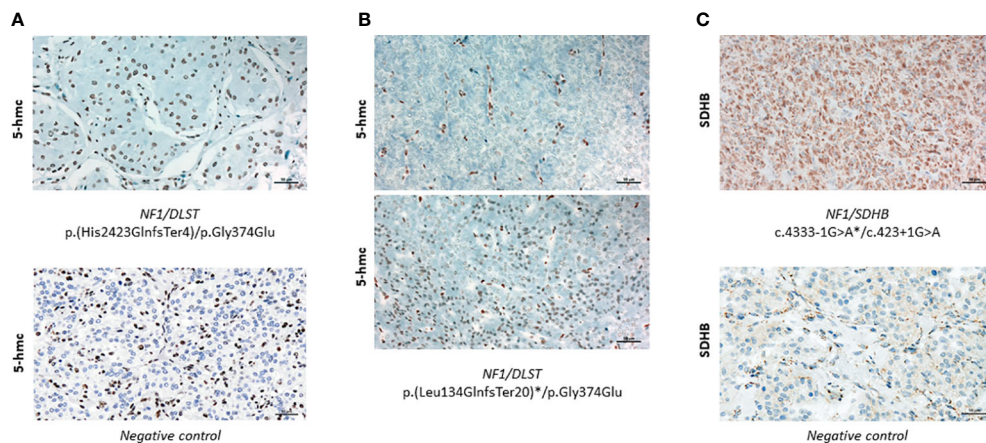 A
5-hmc
NF1/DLST
p.(His2423GlnfsTer4)/p.Gly374Glu
5-hmc
Negative control
B
5-hmc
5-hmc
NF1/DLST
p.(Leu134GlnfsTer20)*/p.Gly374Glu
C
SDHB
NF1/SDHB
c.4333-1G>A*/c.423+1G>A
SDHB
Negative control